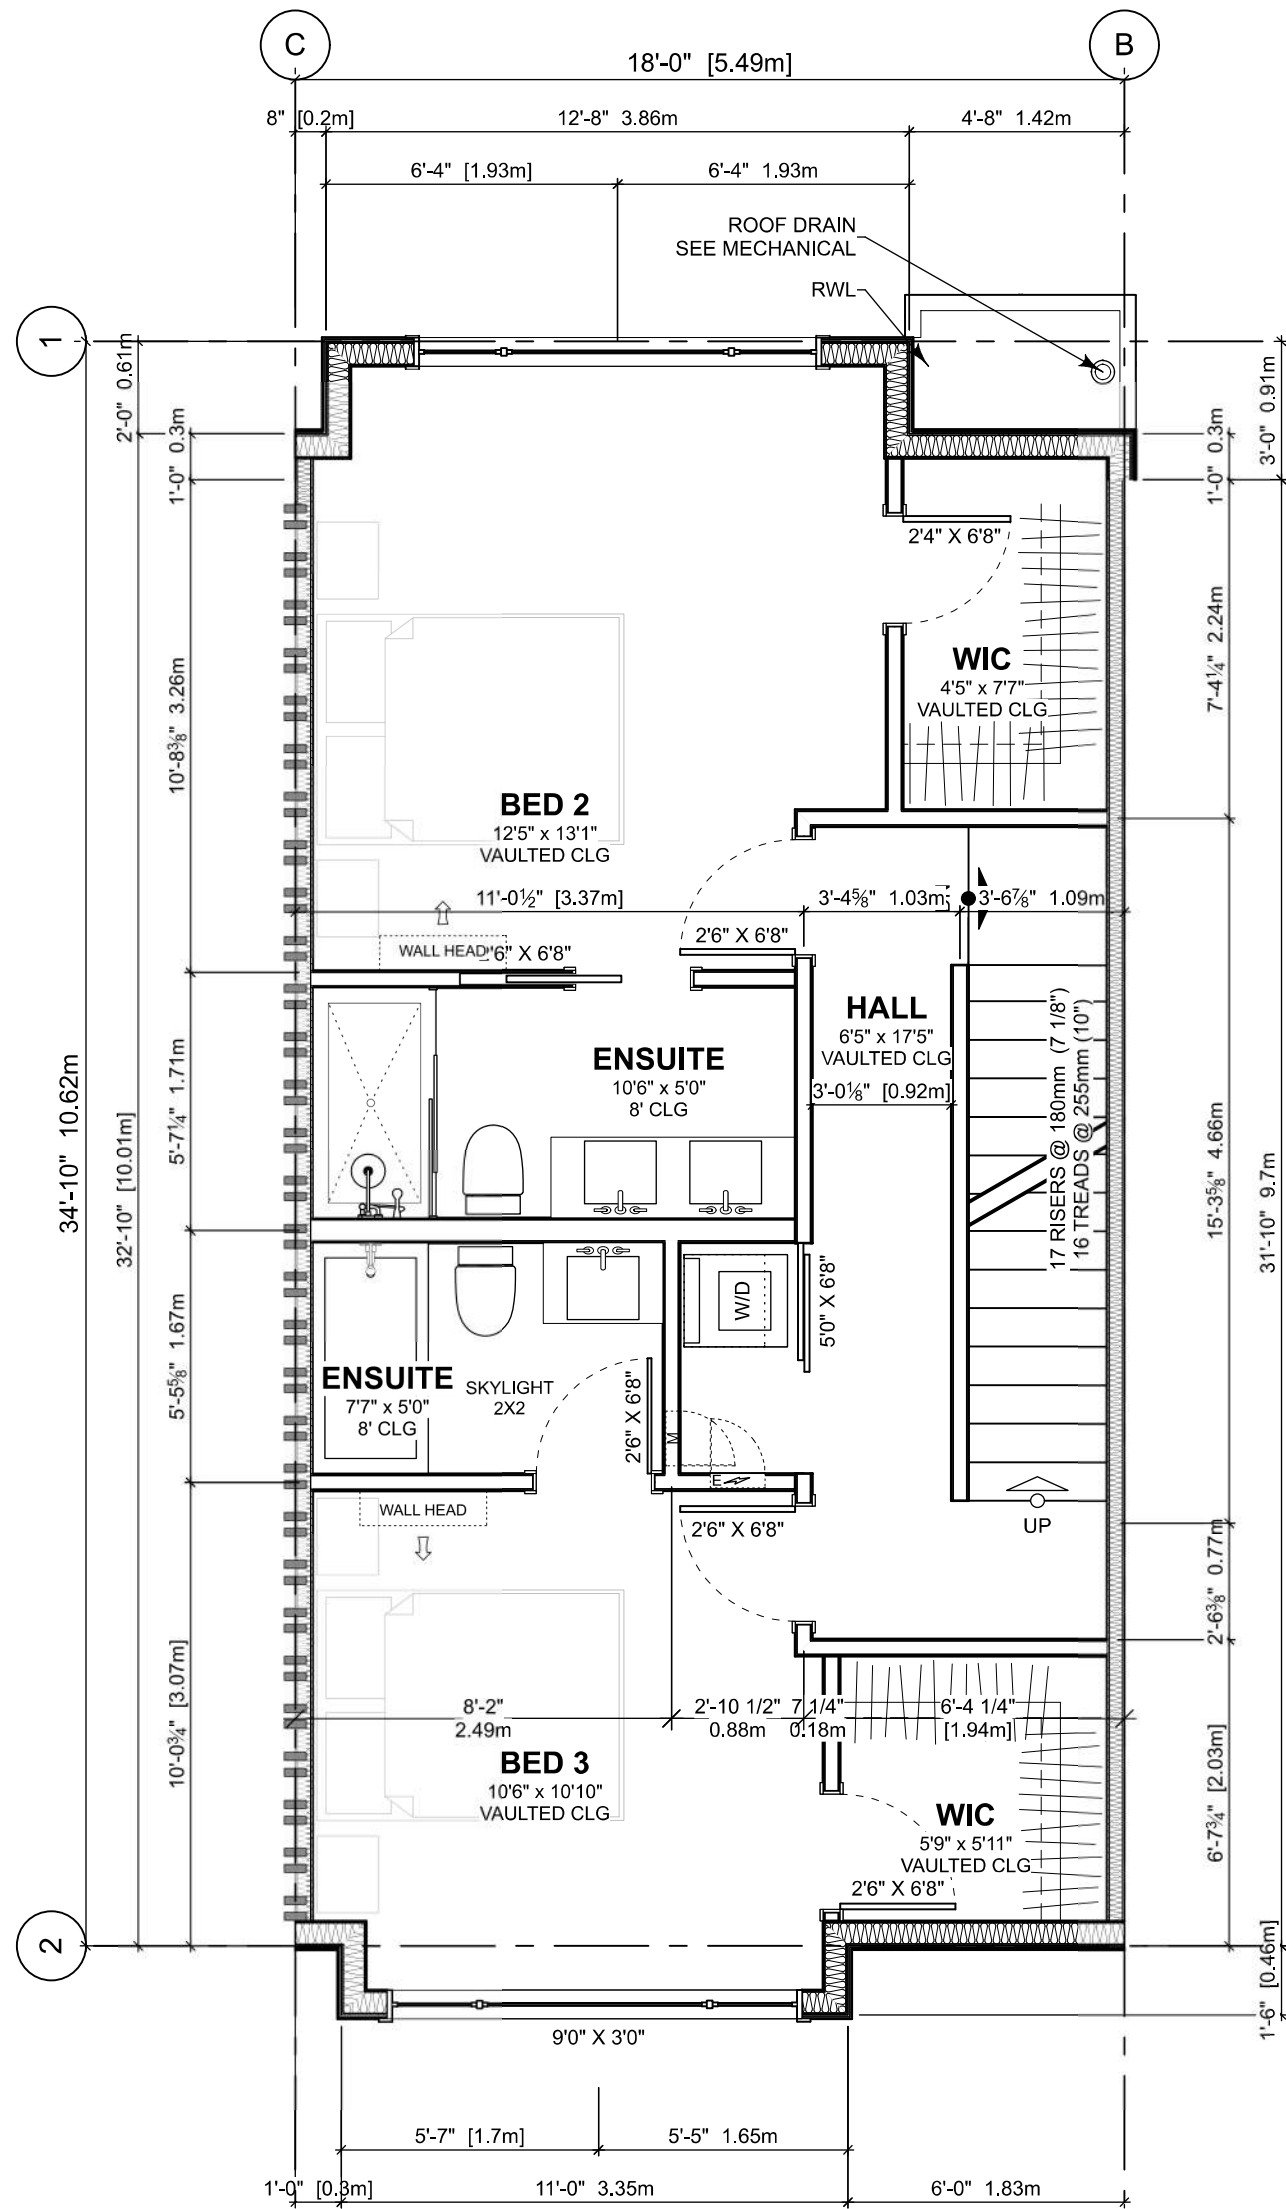 C
B
18'-0" [5.49m]
8" [0.2m]
12'-8" 3.86m
4'-8" 1.42m
6'-4" [1.93m]
6'-4" 1.93m
ROOF DRAIN
SEE MECHANICAL
RWL
1
2'-0" 0.61m
1'-0" 0.3m
1'-0" 0.3m
3'-0" 0.91m
2'4" X 6'8"
WIC
4'5" x 7'7"
VAULTED CLG
7'-4¼" 2.24m
10'-8⅜" 3.26m
BED 2
12'5" x 13'1"
VAULTED CLG
11'-0½" [3.37m]
3'-4⅝" 1.03m
3'-6⅞" 1.09m
WALL HEAD
6" X 6'8"
2'6" X 6'8"
HALL
6'5" x 17'5"
VAULTED CLG
3'-0⅛" [0.92m]
17 RISERS @ 180mm (7 1/8")
16 TREADS @ 255mm (10")
ENSUITE
10'6" x 5'0"
8' CLG
34'-10" 10.62m
32'-10" [10.01m]
5'-7¼" 1.71m
15'-3⅝" 4.66m
31'-10" 9.7m
W/D
5'0" X 6'8"
5'-5⅝" 1.67m
ENSUITE
7'7" x 5'0"
8' CLG
SKYLIGHT
2X2
2'6" X 6'8"
M
E
WALL HEAD
2'6" X 6'8"
UP
2'-6⅜" 0.77m
10'-0¾" [3.07m]
8'-2"
2.49m
2'-10 1/2"
0.88m
7 1/4"
0.18m
6'-4 1/4"
[1.94m]
BED 3
10'6" x 10'10"
VAULTED CLG
WIC
5'9" x 5'11"
VAULTED CLG
2'6" X 6'8"
6'-7¾" [2.03m]
2
1'-6" [0.46m]
9'0" X 3'0"
5'-7" [1.7m]
5'-5" 1.65m
1'-0" [0.3m]
11'-0" 3.35m
6'-0" 1.83m